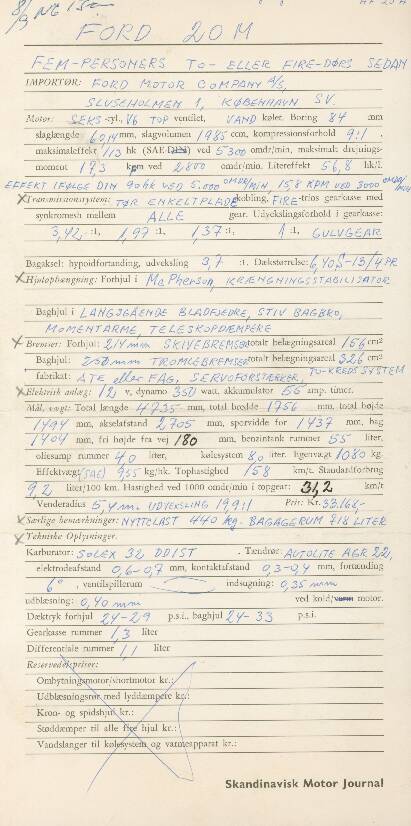 FORD 20 M
FEM-PERSONERS TO- ELLER FIRE-DØRS SEDAN
IMPORTØR: FORD MOTOR COMPANY A/S,
SLUSEHOLMEN 1, KØBENHAVN SV.
Motor: SEKS-cyl., V6 TOP ventilet, VAND køler. Boring 84 mm
slaglængde 60,14 mm, slagvolumen 1985 ccm, kompressionsforhold 9:1.
maksimaleffekt 113 hk (SAE-DIN) ved 5300 omdr/min, maksimalt drejnings-
moment 17,3 kpm ved 2800 omdr/min. Litereffekt 56,8 hk/l.
EFFEKT IFØLGE DIN 90 hk VED 5.000 OMDR/MIN, 15,8 KPM VED 3000 OMDR/MIN
Transmissionsystem: TØR ENKELTPLADEkobling, FIRE-trins gearkasse med
synkromesh mellem ALLE gear. Udvekslingsforhold i gearkasse:
3,42 :1, 1,97 :1, 1,37 :1, 1 :1, GULVGEAR
Bagaksel: hypoidfortanding, udveksling 3,7 :1. Dækstørrelse: 6,40 S-13/4 PR
Hjulophængning: Forhjul i McPherson, KRÆNGNINGSSTABILISATOR
Baghjul i LANGSGÅENDE BLADFJEDRE, STIV BAGBRO,
MOMENTARME, TELESKOPDÆMPERE
Bremser: Forhjul: 244 mm SKIVEBREMSER totalt belægningsareal 156 cm²
Baghjul: 230 mm TROMLEBREMSER totalt belægningsareal 326 cm²
fabrikat: ATE eller FAG, SERVOFORSTÆRKER, TO-KREDS SYSTEM
Elektrisk anlæg: 12 v, dynamo 350 watt, akkumulator 55 amp. timer.
Mål, vægt: Total længde 4735 mm, total bredde 1756 mm, total højde
1494 mm, akselafstand 2705 mm, sporvidde for 1437 mm, bag
1404 mm, fri højde fra vej 180 mm, benzintank rummer 55 liter,
oliesump rummer 4,0 liter, kølesystem 8,0 liter. Egenvægt 1080 kg.
Effektvægt (SAE) 9,55 kg/hk. Tophastighed 158 km/t. Standardforbrug
9,2 liter/100 km. Hastighed ved 1000 omdr/min i topgear: 31,2 km/t
Venderadius 5,4 m. UDVEKSLING 19,9:1 Pris: Kr. 33.166,-
Særlige bemærkninger: NYTTELAST 440 kg. BAGAGERUM 918 LITER
Tekniske Oplysninger.
Karburator: SOLEX 32 DDIST. Tændrør AUTOLITE AGR 22,
elektrodeafstand 0,6-0,7 mm, kontaktafstand 0,3-0,4 mm, fortænding
6°, ventilspillerum indsugning: 0,35 mm
udblæsning: 0,40 mm ved kold/varm motor.
Dæktryk forhjul 24-29 p.s.i., baghjul 24-33 p.s.i.
Gearkasse rummer 1,3 liter
Differentiale rummer 1,1 liter
Reservedelspriser:
Ombytningsmotor/shortmotor kr.:
Udblæsningsrør med lyddæmpere kr.:
Kron- og spidshjul kr.:
Støddæmper til alle fire hjul kr.:
Vandslanger til kølesystem og varmeapparat kr.:
Skandinavisk Motor Journal